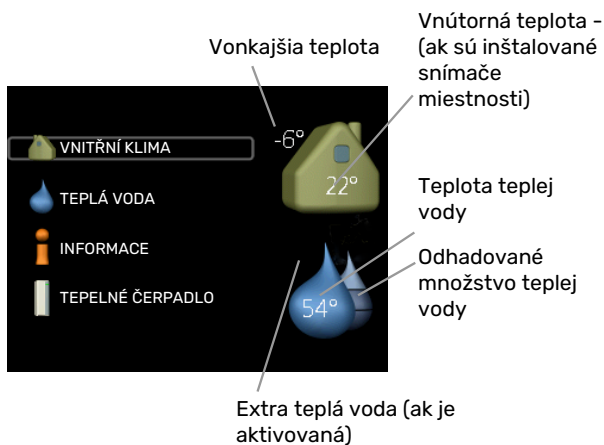 Vnútorná teplota -
(ak sú inštalované
snímače
miestnosti)
Vonkajšia teplota
-6°
VNITŘNÍ KLIMA
22°
TEPLÁ VODA
Teplota teplej
vody
INFORMACE
Odhadované
množstvo teplej
vody
TEPELNÉ ČERPADLO
54°
Extra teplá voda (ak je
aktivovaná)